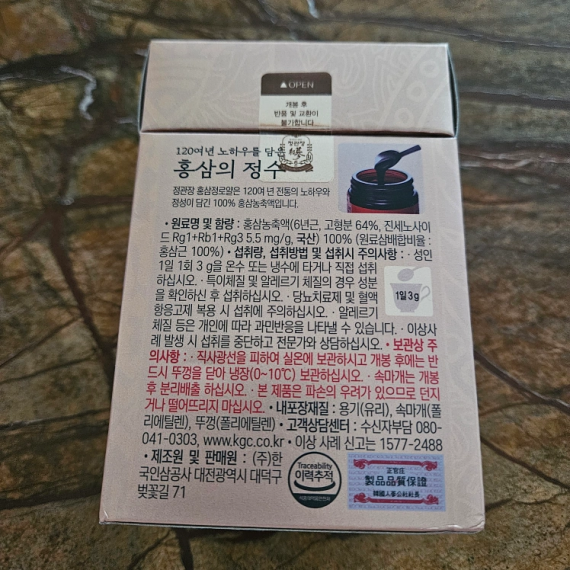 ▲OPEN
개봉 후
반품 및 교환이
불가합니다
정관장
120여년 노하우를 담은
홍삼의 정수
정관장 홍삼정로얄은 120여 년 전통의 노하우와
정성이 담긴 100% 홍삼농축액입니다.
• 원료명 및 함량 : 홍삼농축액(6년근, 고형분 64%, 진세노사이
드 Rg1+Rb1+Rg3 5.5 mg/g, 국산) 100% (원료삼배합비율 :
홍삼근 100%) • 섭취량, 섭취방법 및 섭취시 주의사항 : · 성인
1일 1회 3 g을 온수 또는 냉수에 타거나 직접 섭취
하십시오. · 특이체질 및 알레르기 체질의 경우 성분
을 확인하신 후 섭취하십시오. · 당뇨치료제 및 혈액
항응고제 복용 시 섭취에 주의하십시오. · 알레르기
체질 등은 개인에 따라 과민반응을 나타낼 수 있습니다. · 이상사
례 발생 시 섭취를 중단하고 전문가와 상담하십시오. • 보관상 주
의사항 : · 직사광선을 피하여 실온에 보관하시고 개봉 후에는 반
드시 뚜껑을 닫아 냉장(0~10℃) 보관하십시오. · 속마개는 개봉
후 분리배출 하십시오. · 본 제품은 파손의 우려가 있으므로 던지
거나 떨어뜨리지 마십시오. • 내포장재질 : 용기(유리), 속마개(폴
리에틸렌), 뚜껑(폴리에틸렌) • 고객상담센터 : 수신자부담 080-
041-0303, www.kgc.co.kr • 이상 사례 신고는 1577-2488
• 제조원 및 판매원 : (주)한
국인삼공사 대전광역시 대덕구
벚꽃길 71
1일 3g
Traceability
이력추적
正官庄
製品品質保證
韓國人蔘公社社長